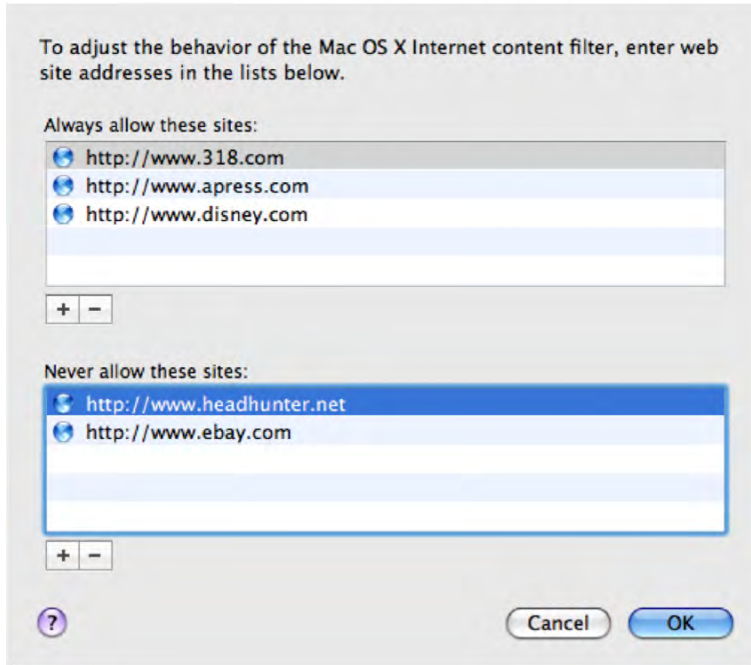 To adjust the behavior of the Mac OS X Internet content filter, enter web
site addresses in the lists below.
Always allow these sites:
http://www.318.com
http://www.apress.com
http://www.disney.com
+ −
Never allow these sites:
http://www.headhunter.net
http://www.ebay.com
+ −
? Cancel OK